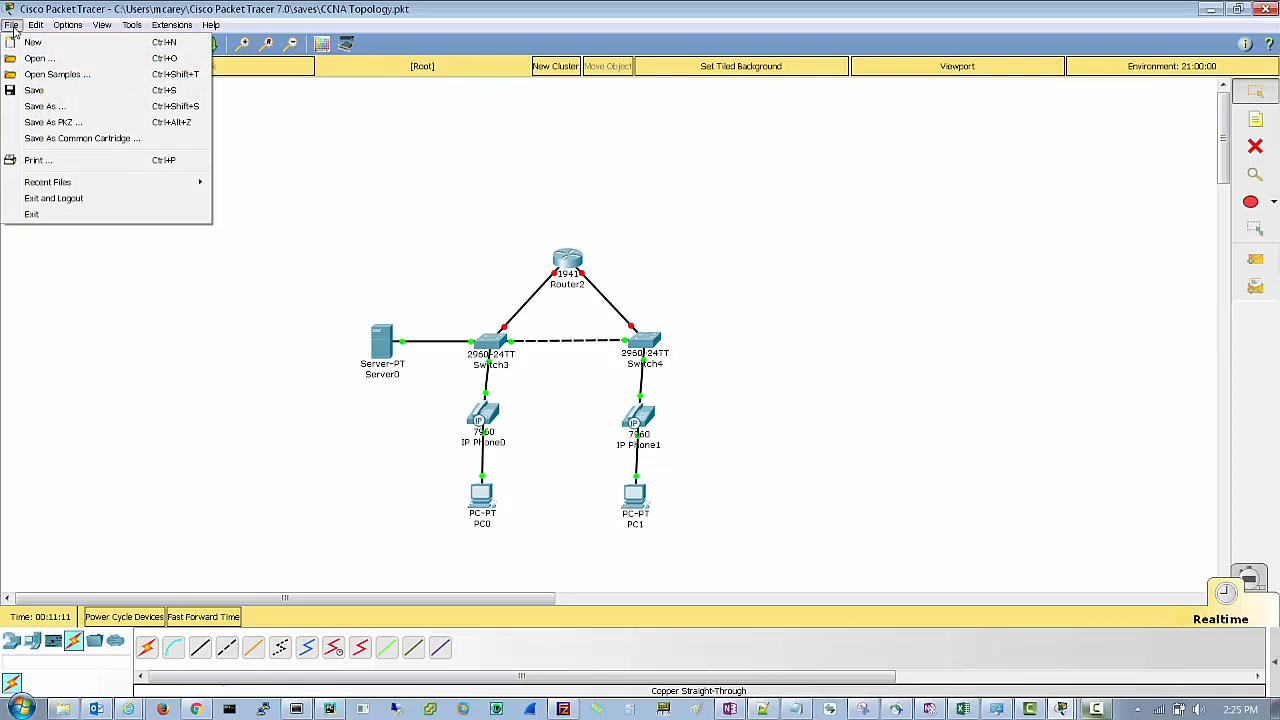 Cisco Packet Tracer - C:\Users\mcarey\Cisco Packet Tracer 7.0\saves\CCNA Topology.pkt
File Edit Options View Tools Extensions Help
New Ctrl+N
Open ... Ctrl+O
Open Samples ... Ctrl+Shift+T
Save Ctrl+S
Save As ... Ctrl+Shift+S
Save As PKZ ... Ctrl+Alt+Z
Save As Common Cartridge ...
Print ... Ctrl+P
Recent Files
Exit and Logout
Exit
[Root] New Cluster Move Object Set Tiled Background Viewport Environment: 21:00:00
1941
Router2
Server-PT
Server0
2960-24TT
Switch3
2960-24TT
Switch4
IP
7960
IP Phone0
IP
7960
IP Phone1
PC-PT
PC0
PC-PT
PC1
Time: 00:11:11 Power Cycle Devices Fast Forward Time
Realtime
Copper Straight-Through
2:25 PM